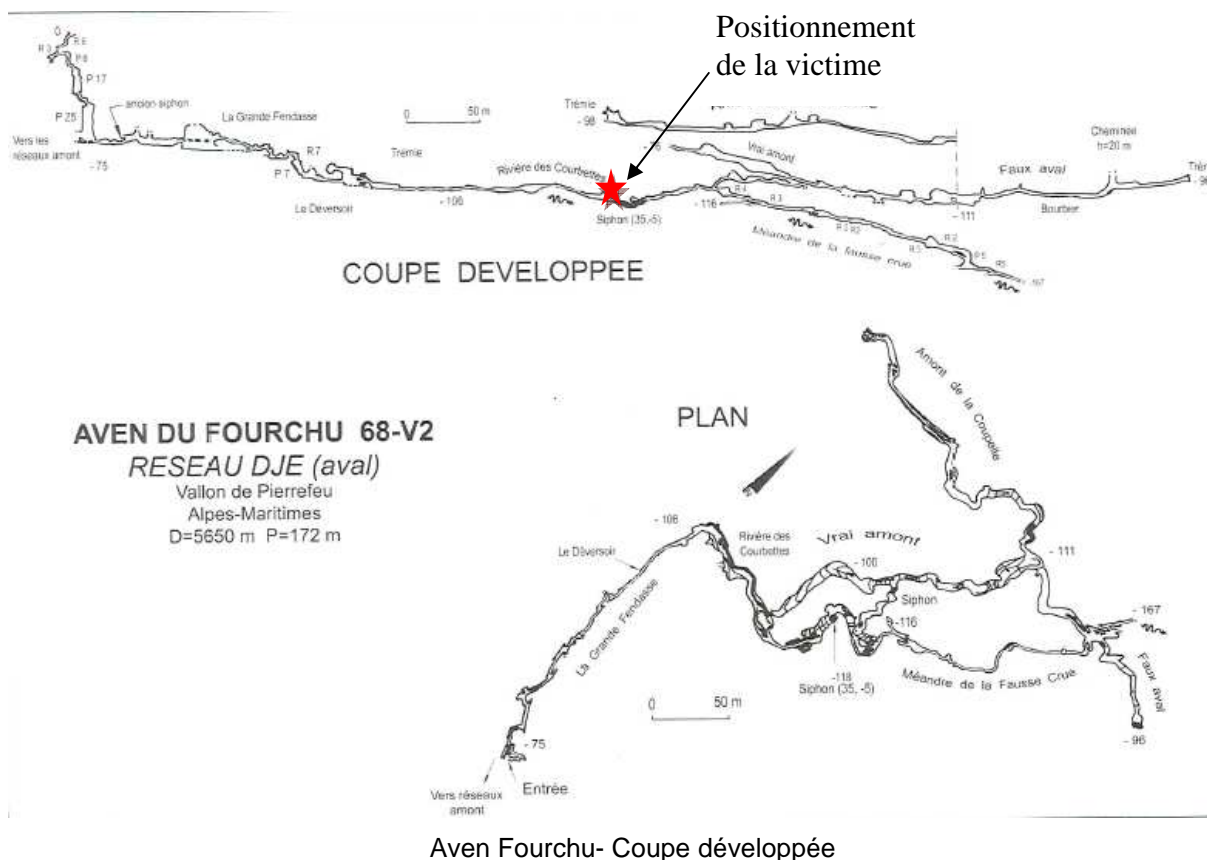 Positionnement
de la victime
0
R 6
R 3
P 8
P 17
P 25
ancien siphon
La Grande Fendasse
0 50 m
Trémie
- 98
Vers les
réseaux amont
- 75
R 7
P 7
Trémie
Le Déversoir
- 106
Rivière des Courbettes
Siphon (35,-5)
- 116
Vrai amont
Cheminée
h=20 m
Faux aval
- 111
Bourbier
R 4
R 3
Méandre de la fausse crue
- 167
COUPE DEVELOPPEE
AVEN DU FOURCHU 68-V2
RESEAU DJE (aval)
Vallon de Pierrefeu
Alpes-Maritimes
D=5650 m P=172 m
PLAN
Amont de la Coupelle
- 106
Rivière des
Courbettes
Vrai amont
- 100
- 111
Le Déversoir
La Grande Fendasse
Siphon
- 116
- 167
- 118
Siphon (35, -5)
Méandre de la Fausse Crue
Faux aval
0 50 m
- 75
- 96
Vers réseaux
amont
Entrée
Aven Fourchu- Coupe développée